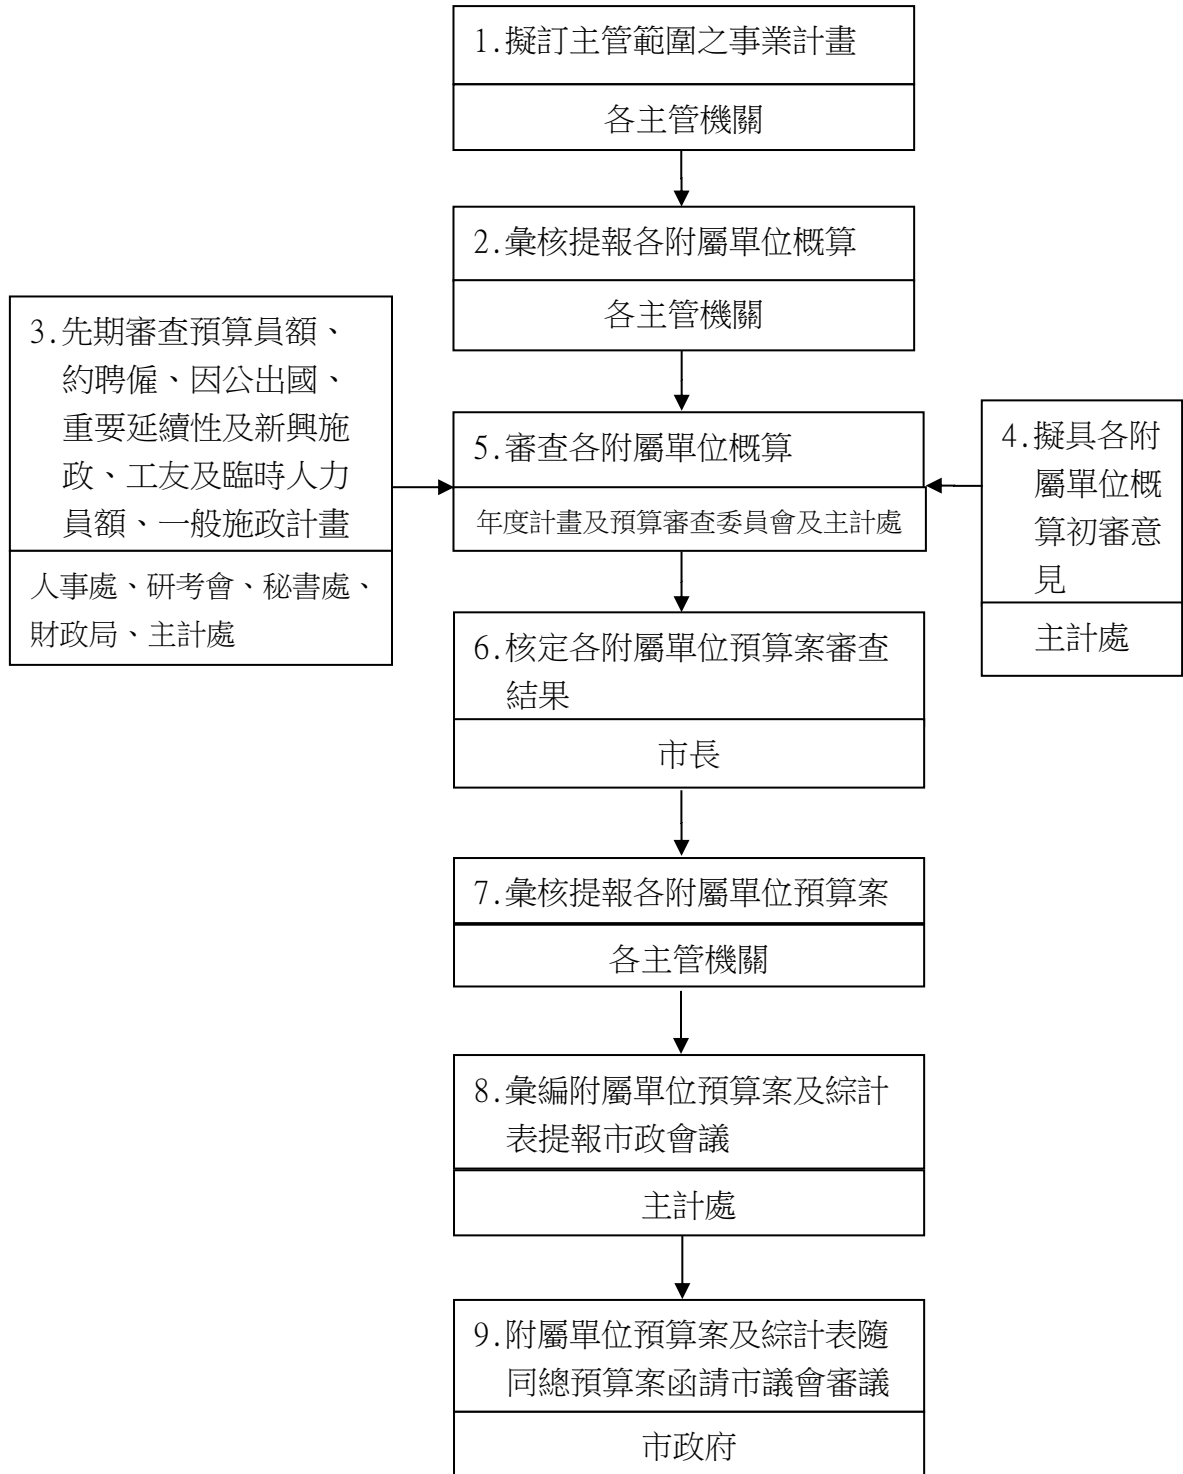 1.擬訂主管範圍之事業計畫
各主管機關
2.彙核提報各附屬單位概算
各主管機關
3.先期審查預算員額、
約聘僱、因公出國、
重要延續性及新興施
政、工友及臨時人力
員額、一般施政計畫
人事處、研考會、秘書處、
財政局、主計處
4.擬具各附
屬單位概
算初審意
見
主計處
5.審查各附屬單位概算
年度計畫及預算審查委員會及主計處
6.核定各附屬單位預算案審查
結果
市長
7.彙核提報各附屬單位預算案
各主管機關
8.彙編附屬單位預算案及綜計
表提報市政會議
主計處
9.附屬單位預算案及綜計表隨
同總預算案函請市議會審議
市政府